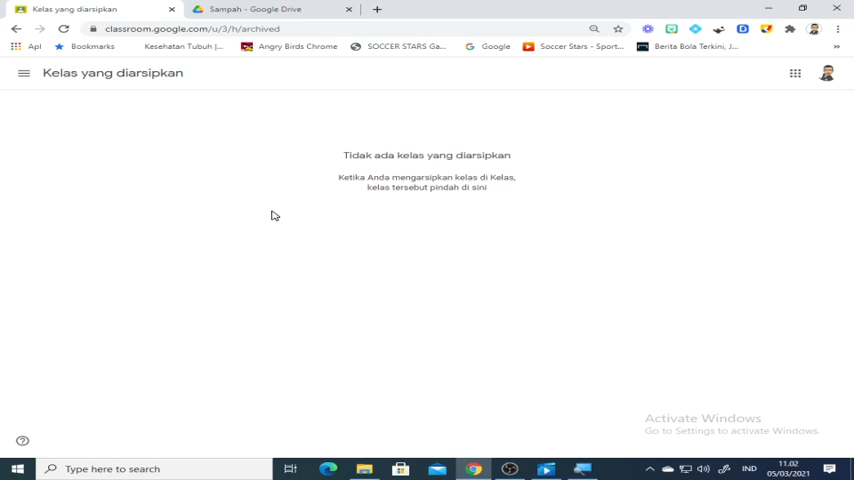 Kelas yang diarsipkan
Sampah - Google Drive
classroom.google.com/u/3/h/archived
Apl
Bookmarks
Kesehatan Tubuh |...
Angry Birds Chrome
SOCCER STARS Ga...
Google
Soccer Stars - Sport...
Berita Bola Terkini, J...
Kelas yang diarsipkan
Tidak ada kelas yang diarsipkan
Ketika Anda mengarsipkan kelas di Kelas,
kelas tersebut pindah di sini
Activate Windows
Go to Settings to activate Windows.
Type here to search
IND
11.02
05/03/2021